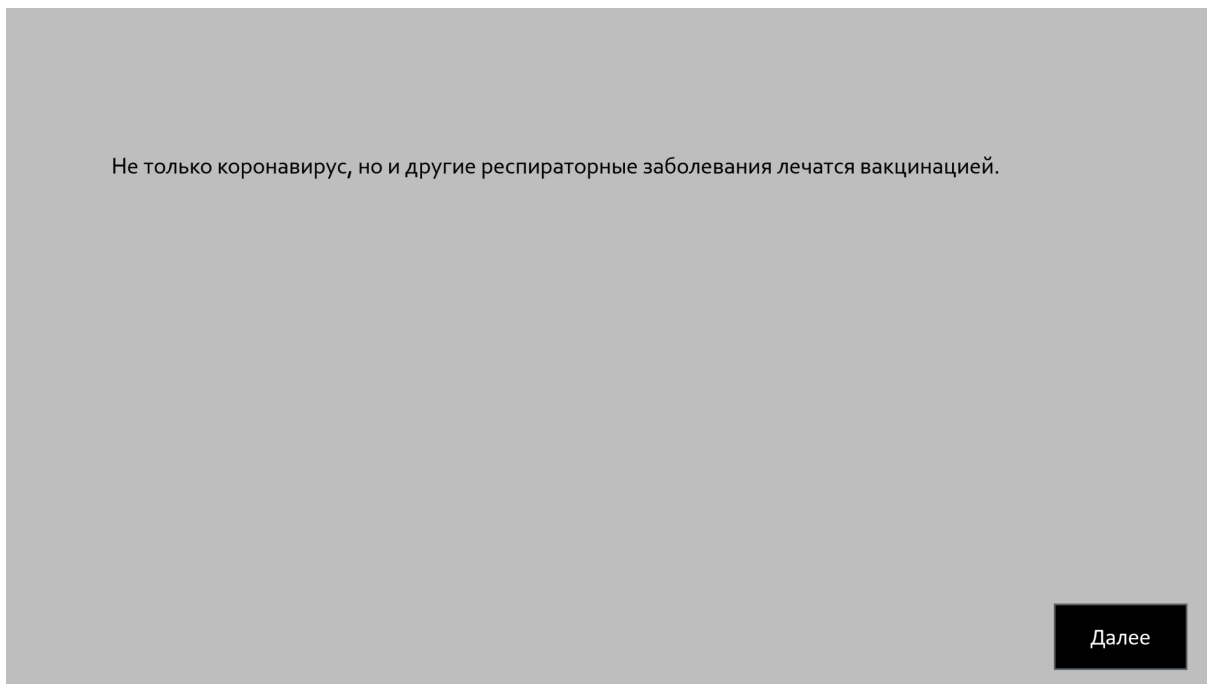 Не только коронавирус, но и другие респираторные заболевания лечатся вакцинацией.
Далее